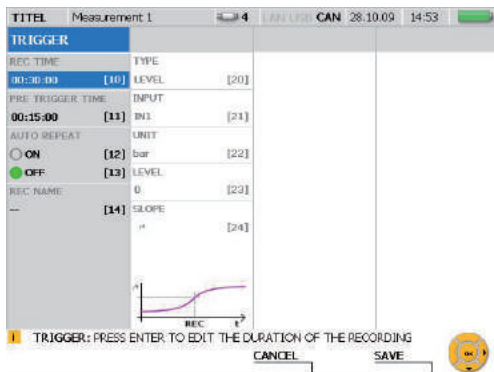 TITEL Measurement 1 4 LAN USB CAN 28.10.09 14:53
TRIGGER
REC TIME
00:30:00 [10]
PRE TRIGGER TIME
00:15:00 [11]
AUTO REPEAT
ON [12]
OFF [13]
REC NAME
-- [14]
TYPE
LEVEL [20]
INPUT
IN1 [21]
UNIT
bar [22]
LEVEL
0 [23]
SLOPE
[24]
REC t
! TRIGGER: PRESS ENTER TO EDIT THE DURATION OF THE RECORDING
CANCEL SAVE
OK